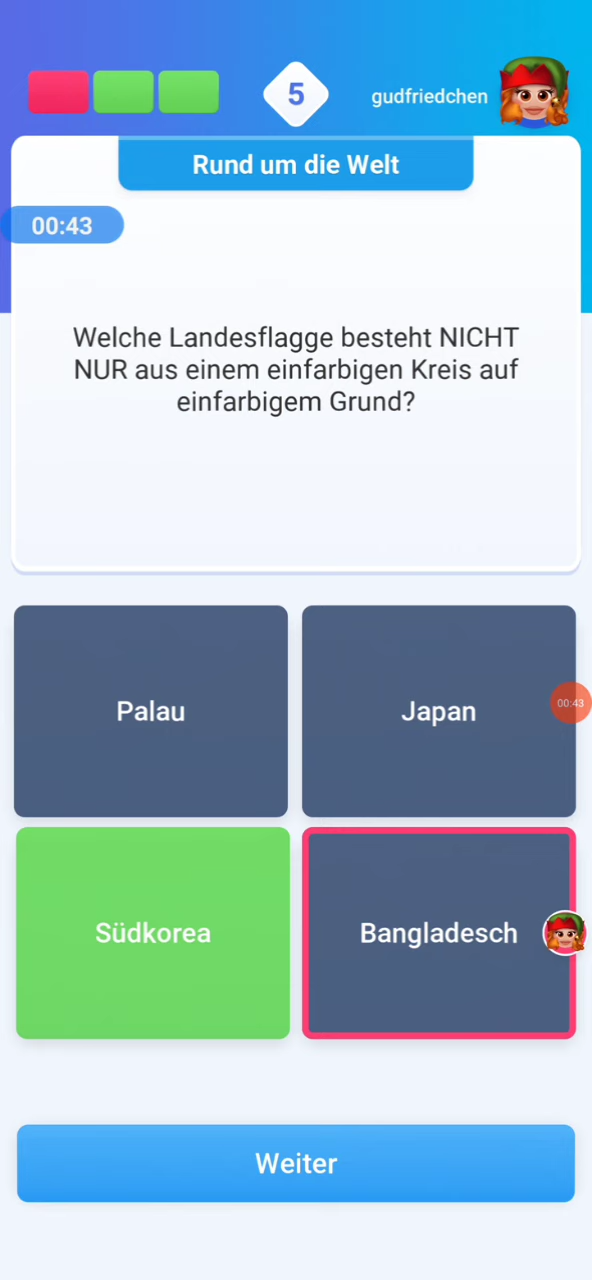 5
gudfriedchen
Rund um die Welt
00:43
Welche Landesflagge besteht NICHT
NUR aus einem einfarbigen Kreis auf
einfarbigem Grund?
Palau
Japan
00:43
Südkorea
Bangladesch
Weiter